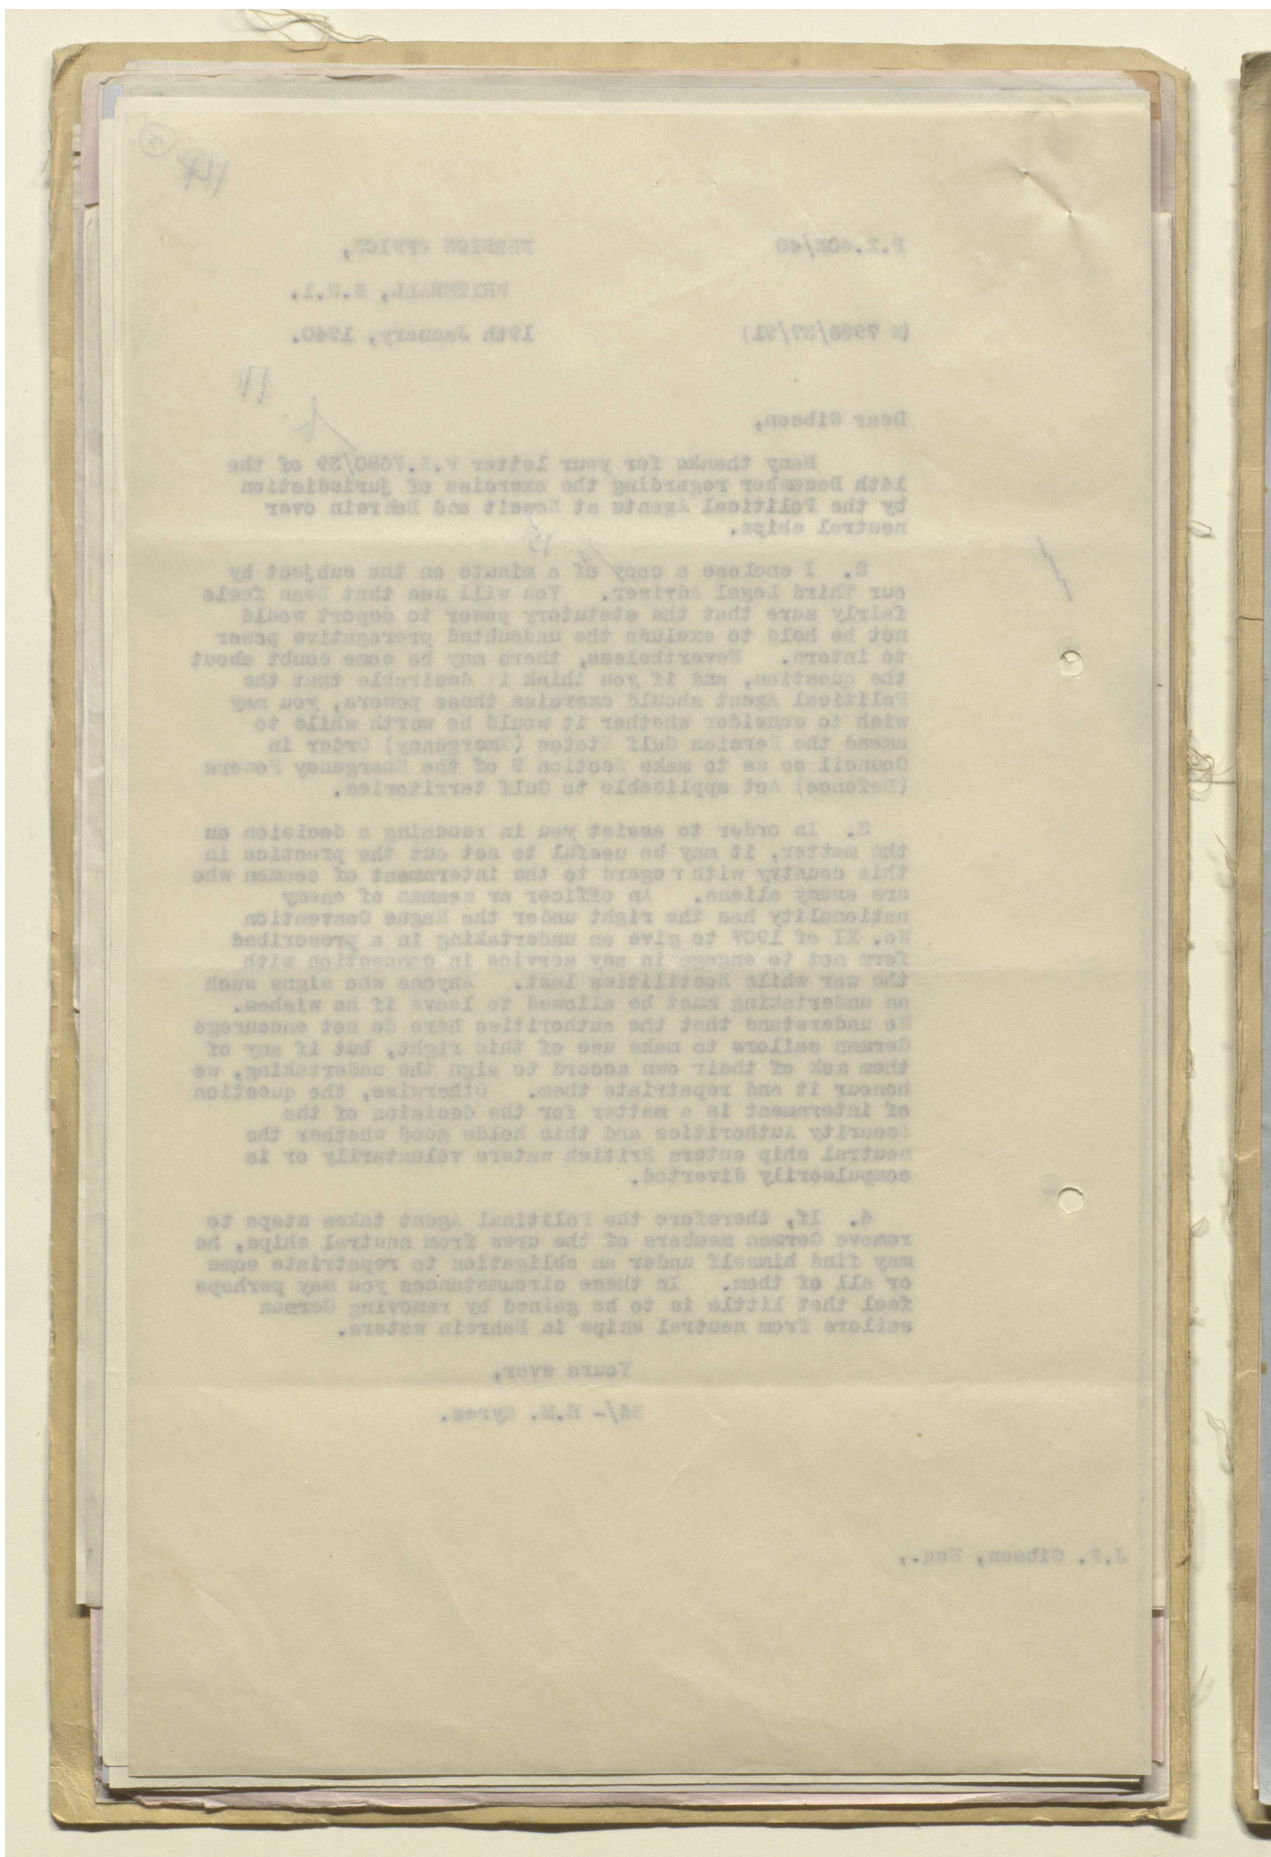 P.Z.402/40 FOREIGN OFFICE,
WHITEHALL, S.W.1.
7998/37/91) 19th January, 1940.
Dear Gibson,
Many thanks for your letter P.Z.7680/39 of the
14th December regarding the exercise of jurisdiction
by the Political Agents at Koweit and Bahrein over
neutral ships.
2. I enclose a copy of a minute on the subject by
our Third Legal Adviser. You will see that Dean feels
fairly sure that the statutory power to deport would
not be held to exclude the undoubted prerogative power
to intern. Nevertheless, there may be some doubt about
the question, and if you think it desirable that the
Political Agent should exercise these powers, you may
wish to consider whether it would be worth while to
amend the Persian Gulf States (Emergency) Order in
Council so as to make Section 9 of the Emergency Powers
(Defence) Act applicable to Gulf territories.
3. In order to assist you in reaching a decision on
the matter, it may be useful to set out the practice in
this country with regard to the internment of seamen who
are enemy aliens. An officer or seaman of enemy
nationality has the right under the Hague Convention
No. XI of 1907 to give an undertaking in a prescribed
form not to engage in any service in connection with
the war while hostilities last. Anyone who signs such
an undertaking must be allowed to leave if he wishes.
We understand that the authorities here do not encourage
German sailors to make use of this right, but if any of
them ask of their own accord to sign the undertaking, we
honour it and repatriate them. Otherwise, the question
of internment is a matter for the decision of the
Security Authorities and this holds good whether the
neutral ship enters British waters voluntarily or is
compulsorily diverted.
4. If, therefore the Political Agent takes steps to
remove German members of the crew from neutral ships, he
may find himself under an obligation to repatriate some
or all of them. In these circumstances you may perhaps
feel that little is to be gained by removing German
sailors from neutral ships in Bahrein waters.
Yours ever,
Sd/- H.M. Eyres.
J.P. Gibson, Esq.,